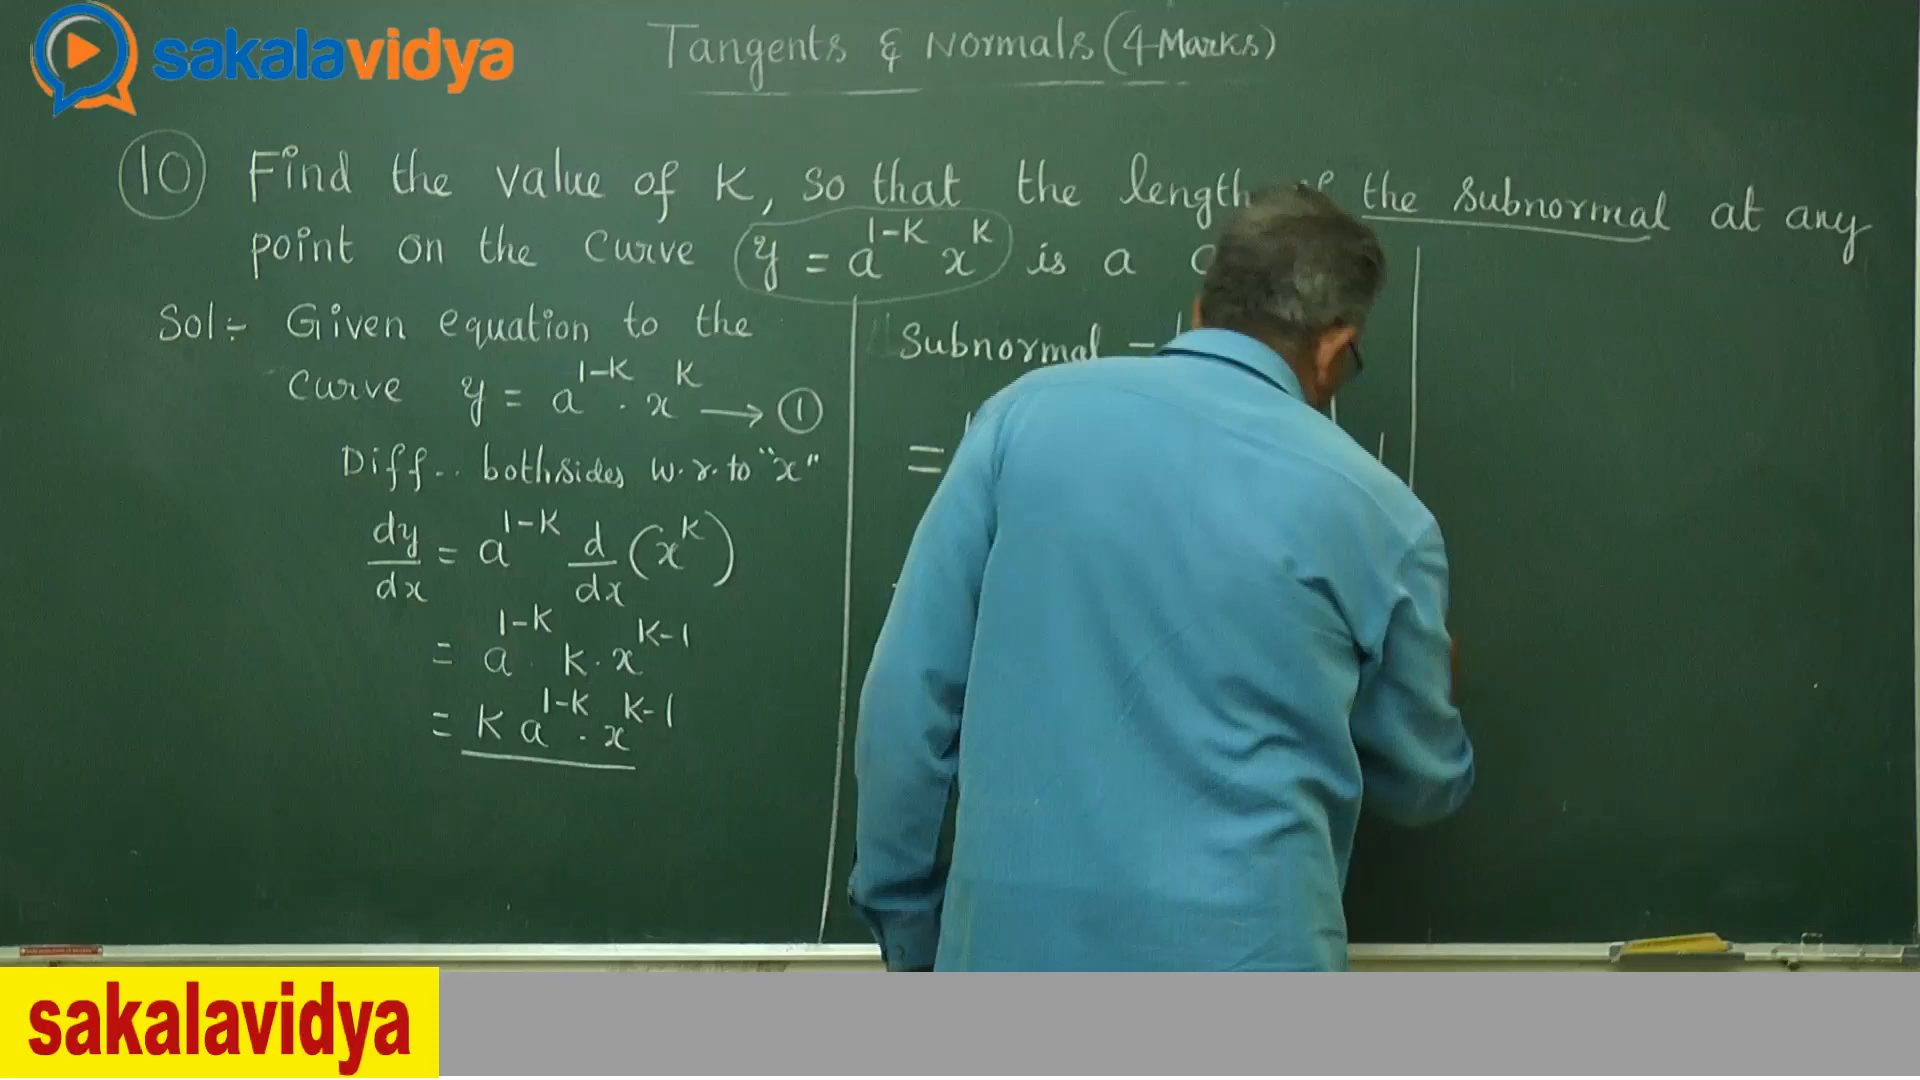 sakalavidya
Tangents & Normals (4 Marks)
10 Find the value of K, so that the length the subnormal at any
point on the curve y = a^{1-K} x^K is a
Sol:- Given equation to the
curve y = a^{1-K} . x^K → 1
Diff.. bothsides w.r.to "x"
dy/dx = a^{1-K} d/dx (x^K)
= a^{1-K} . K . x^{K-1}
= K a^{1-K} . x^{K-1}
Subnormal =
=
sakalavidya